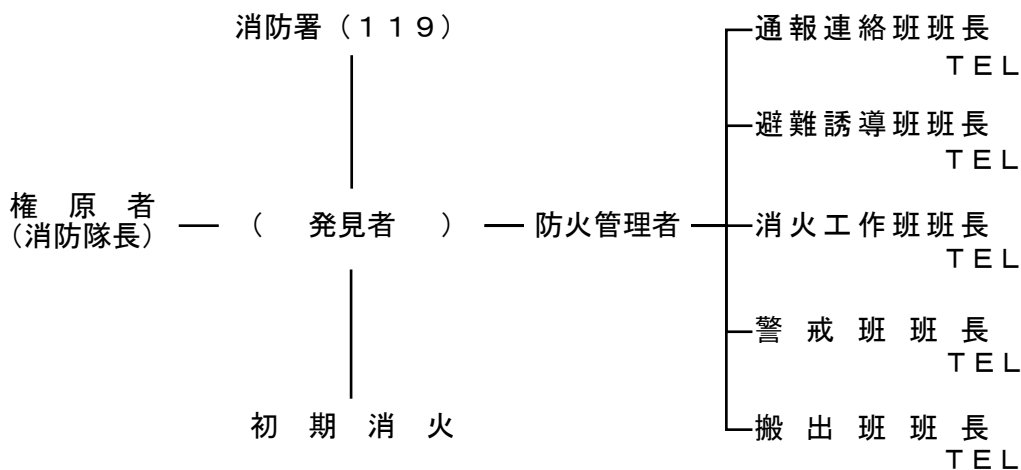 消防署（１１９）
通報連絡班班長
ＴＥＬ
避難誘導班班長
ＴＥＬ
権原者
（消防隊長）
（発見者）
防火管理者
消火工作班班長
ＴＥＬ
警戒班班長
ＴＥＬ
初期消火
搬出班班長
ＴＥＬ